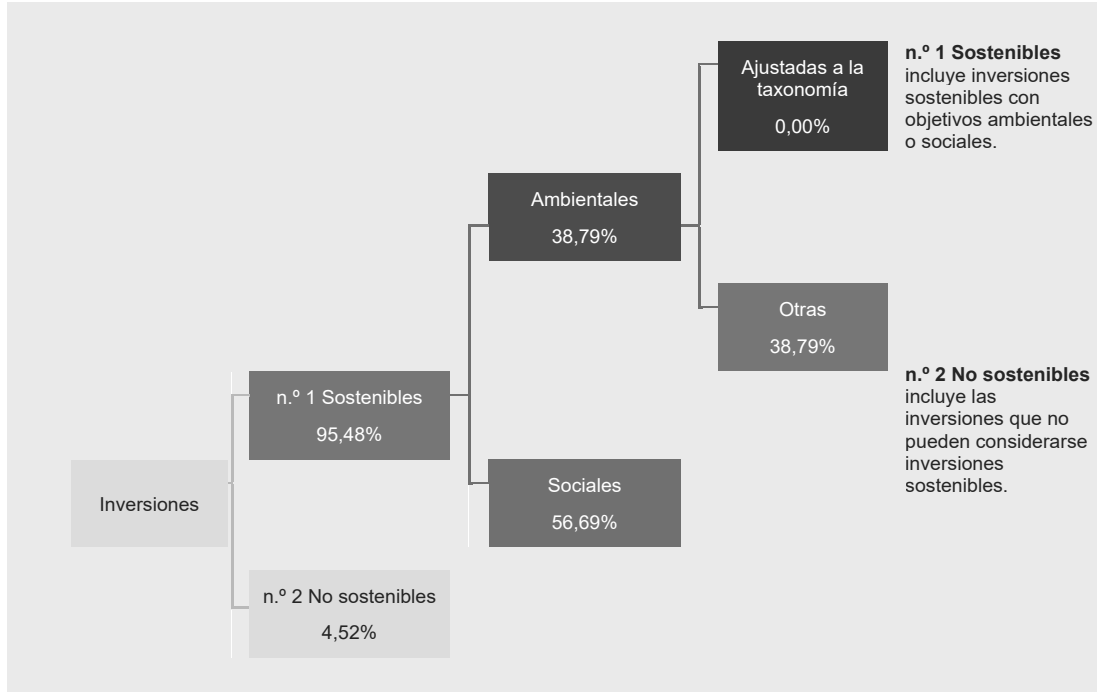 Ajustadas a la
taxonomía
0,00%
n.º 1 Sostenibles
incluye inversiones
sostenibles con
objetivos ambientales
o sociales.
Ambientales
38,79%
Otras
38,79%
n.º 1 Sostenibles
95,48%
n.º 2 No sostenibles
incluye las
inversiones que no
pueden considerarse
inversiones
sostenibles.
Inversiones
Sociales
56,69%
n.º 2 No sostenibles
4,52%